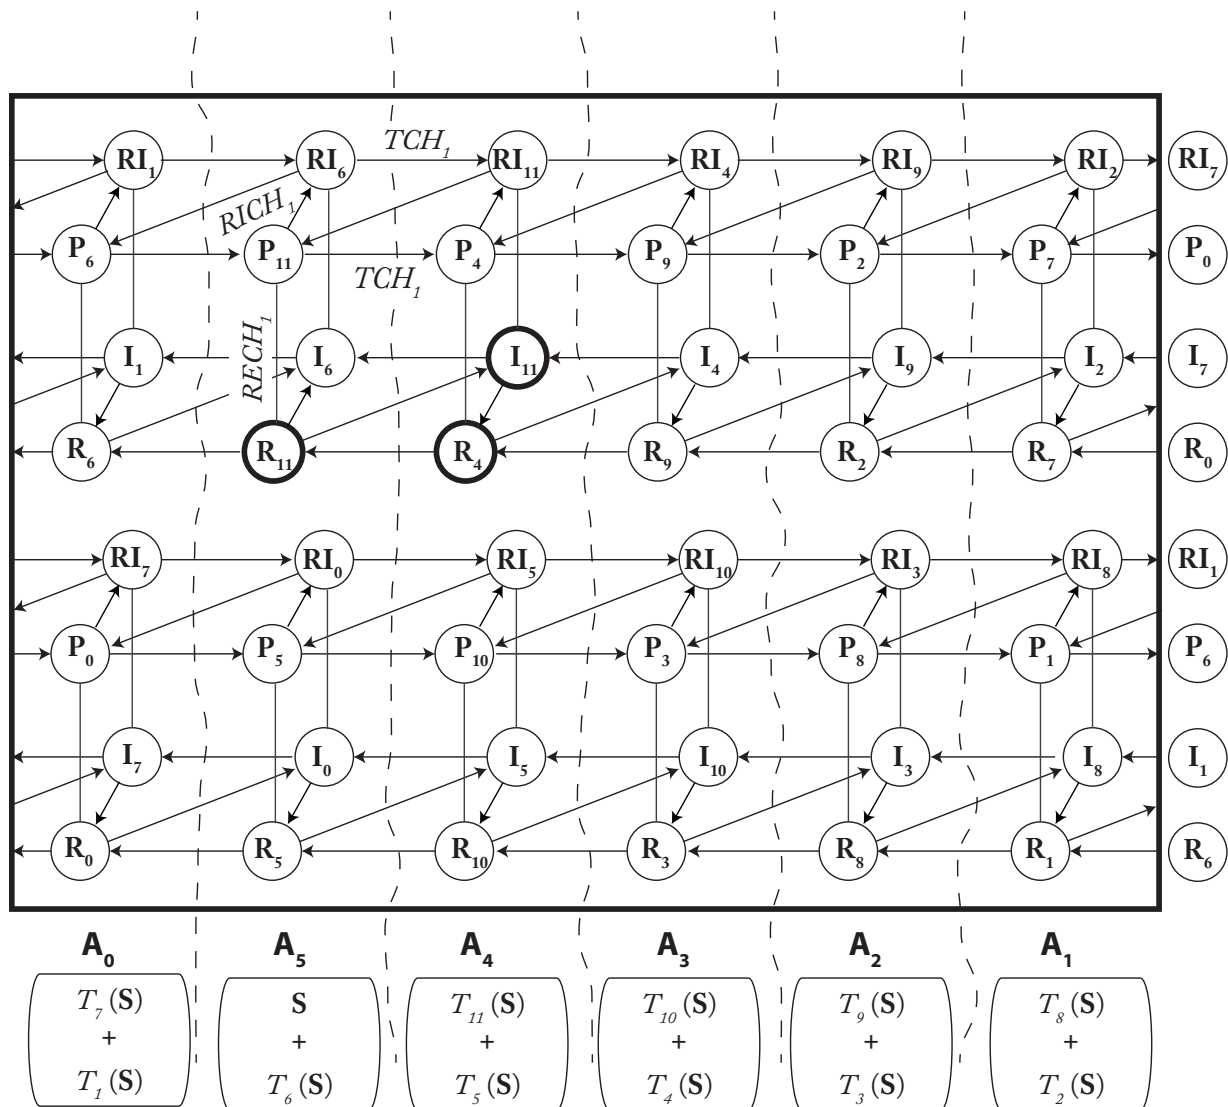 TCH₁
RI₁ RI₆ RI₁₁ RI₄ RI₉ RI₂ RI₇
RICH₁
P₆ P₁₁ P₄ P₉ P₂ P₇ P₀
TCH₁
RECH₁
I₁ I₆ I₁₁ I₄ I₉ I₂ I₇
R₆ R₁₁ R₄ R₉ R₂ R₇ R₀
RI₇ RI₀ RI₅ RI₁₀ RI₃ RI₈ RI₁
P₀ P₅ P₁₀ P₃ P₈ P₁ P₆
I₇ I₀ I₅ I₁₀ I₃ I₈ I₁
R₀ R₅ R₁₀ R₃ R₈ R₁ R₆
A₀ A₅ A₄ A₃ A₂ A₁
T₇(S) S T₁₁(S) T₁₀(S) T₉(S) T₈(S)
+ + + + + +
T₁(S) T₆(S) T₅(S) T₄(S) T₃(S) T₂(S)